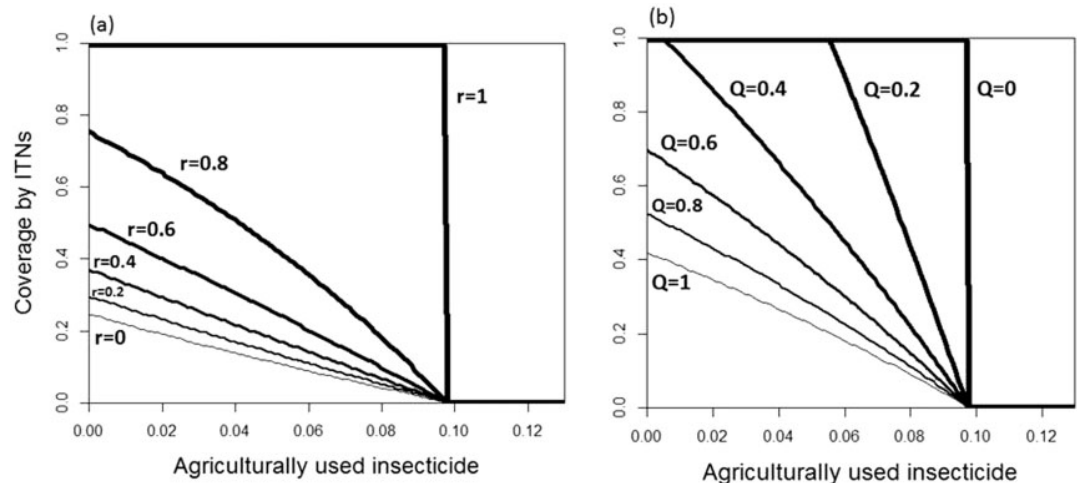 (a)
Coverage by ITNs
1.0
0.8
0.6
0.4
0.2
0.0
r=1
r=0.8
r=0.6
r=0.4
r=0.2
r=0
0.00 0.02 0.04 0.06 0.08 0.10 0.12
Agriculturally used insecticide
(b)
1.0
0.8
0.6
0.4
0.2
0.0
Q=0.4
Q=0.2
Q=0
Q=0.6
Q=0.8
Q=1
0.00 0.02 0.04 0.06 0.08 0.10 0.12
Agriculturally used insecticide